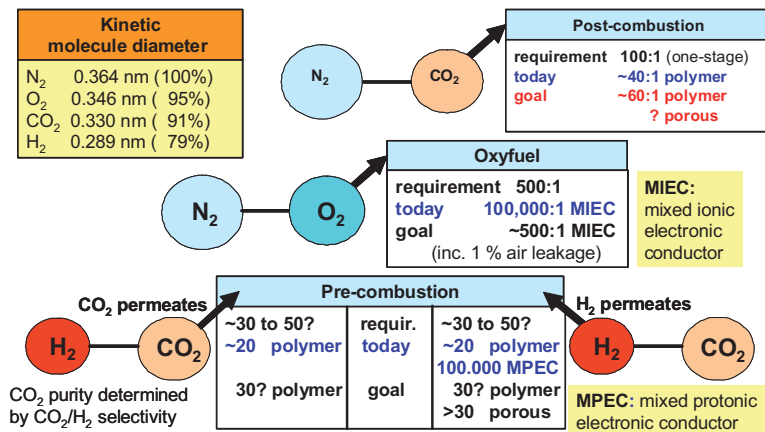 Kinetic
molecule diameter
N₂ 0.364 nm (100%)
O₂ 0.346 nm ( 95%)
CO₂ 0.330 nm ( 91%)
H₂ 0.289 nm ( 79%)
N₂
CO₂
Post-combustion
requirement 100:1 (one-stage)
today ~40:1 polymer
goal ~60:1 polymer
? porous
N₂
O₂
Oxyfuel
requirement 500:1
today 100,000:1 MIEC
goal ~500:1 MIEC
(inc. 1 % air leakage)
MIEC:
mixed ionic
electronic
conductor
CO₂ permeates
H₂
CO₂
CO₂ purity determined
by CO₂/H₂ selectivity
Pre-combustion
~30 to 50? requir. ~30 to 50?
~20 polymer today ~20 polymer
100.000 MPEC
30? polymer goal 30? polymer
>30 porous
H₂ permeates
H₂
CO₂
MPEC: mixed protonic
electronic conductor